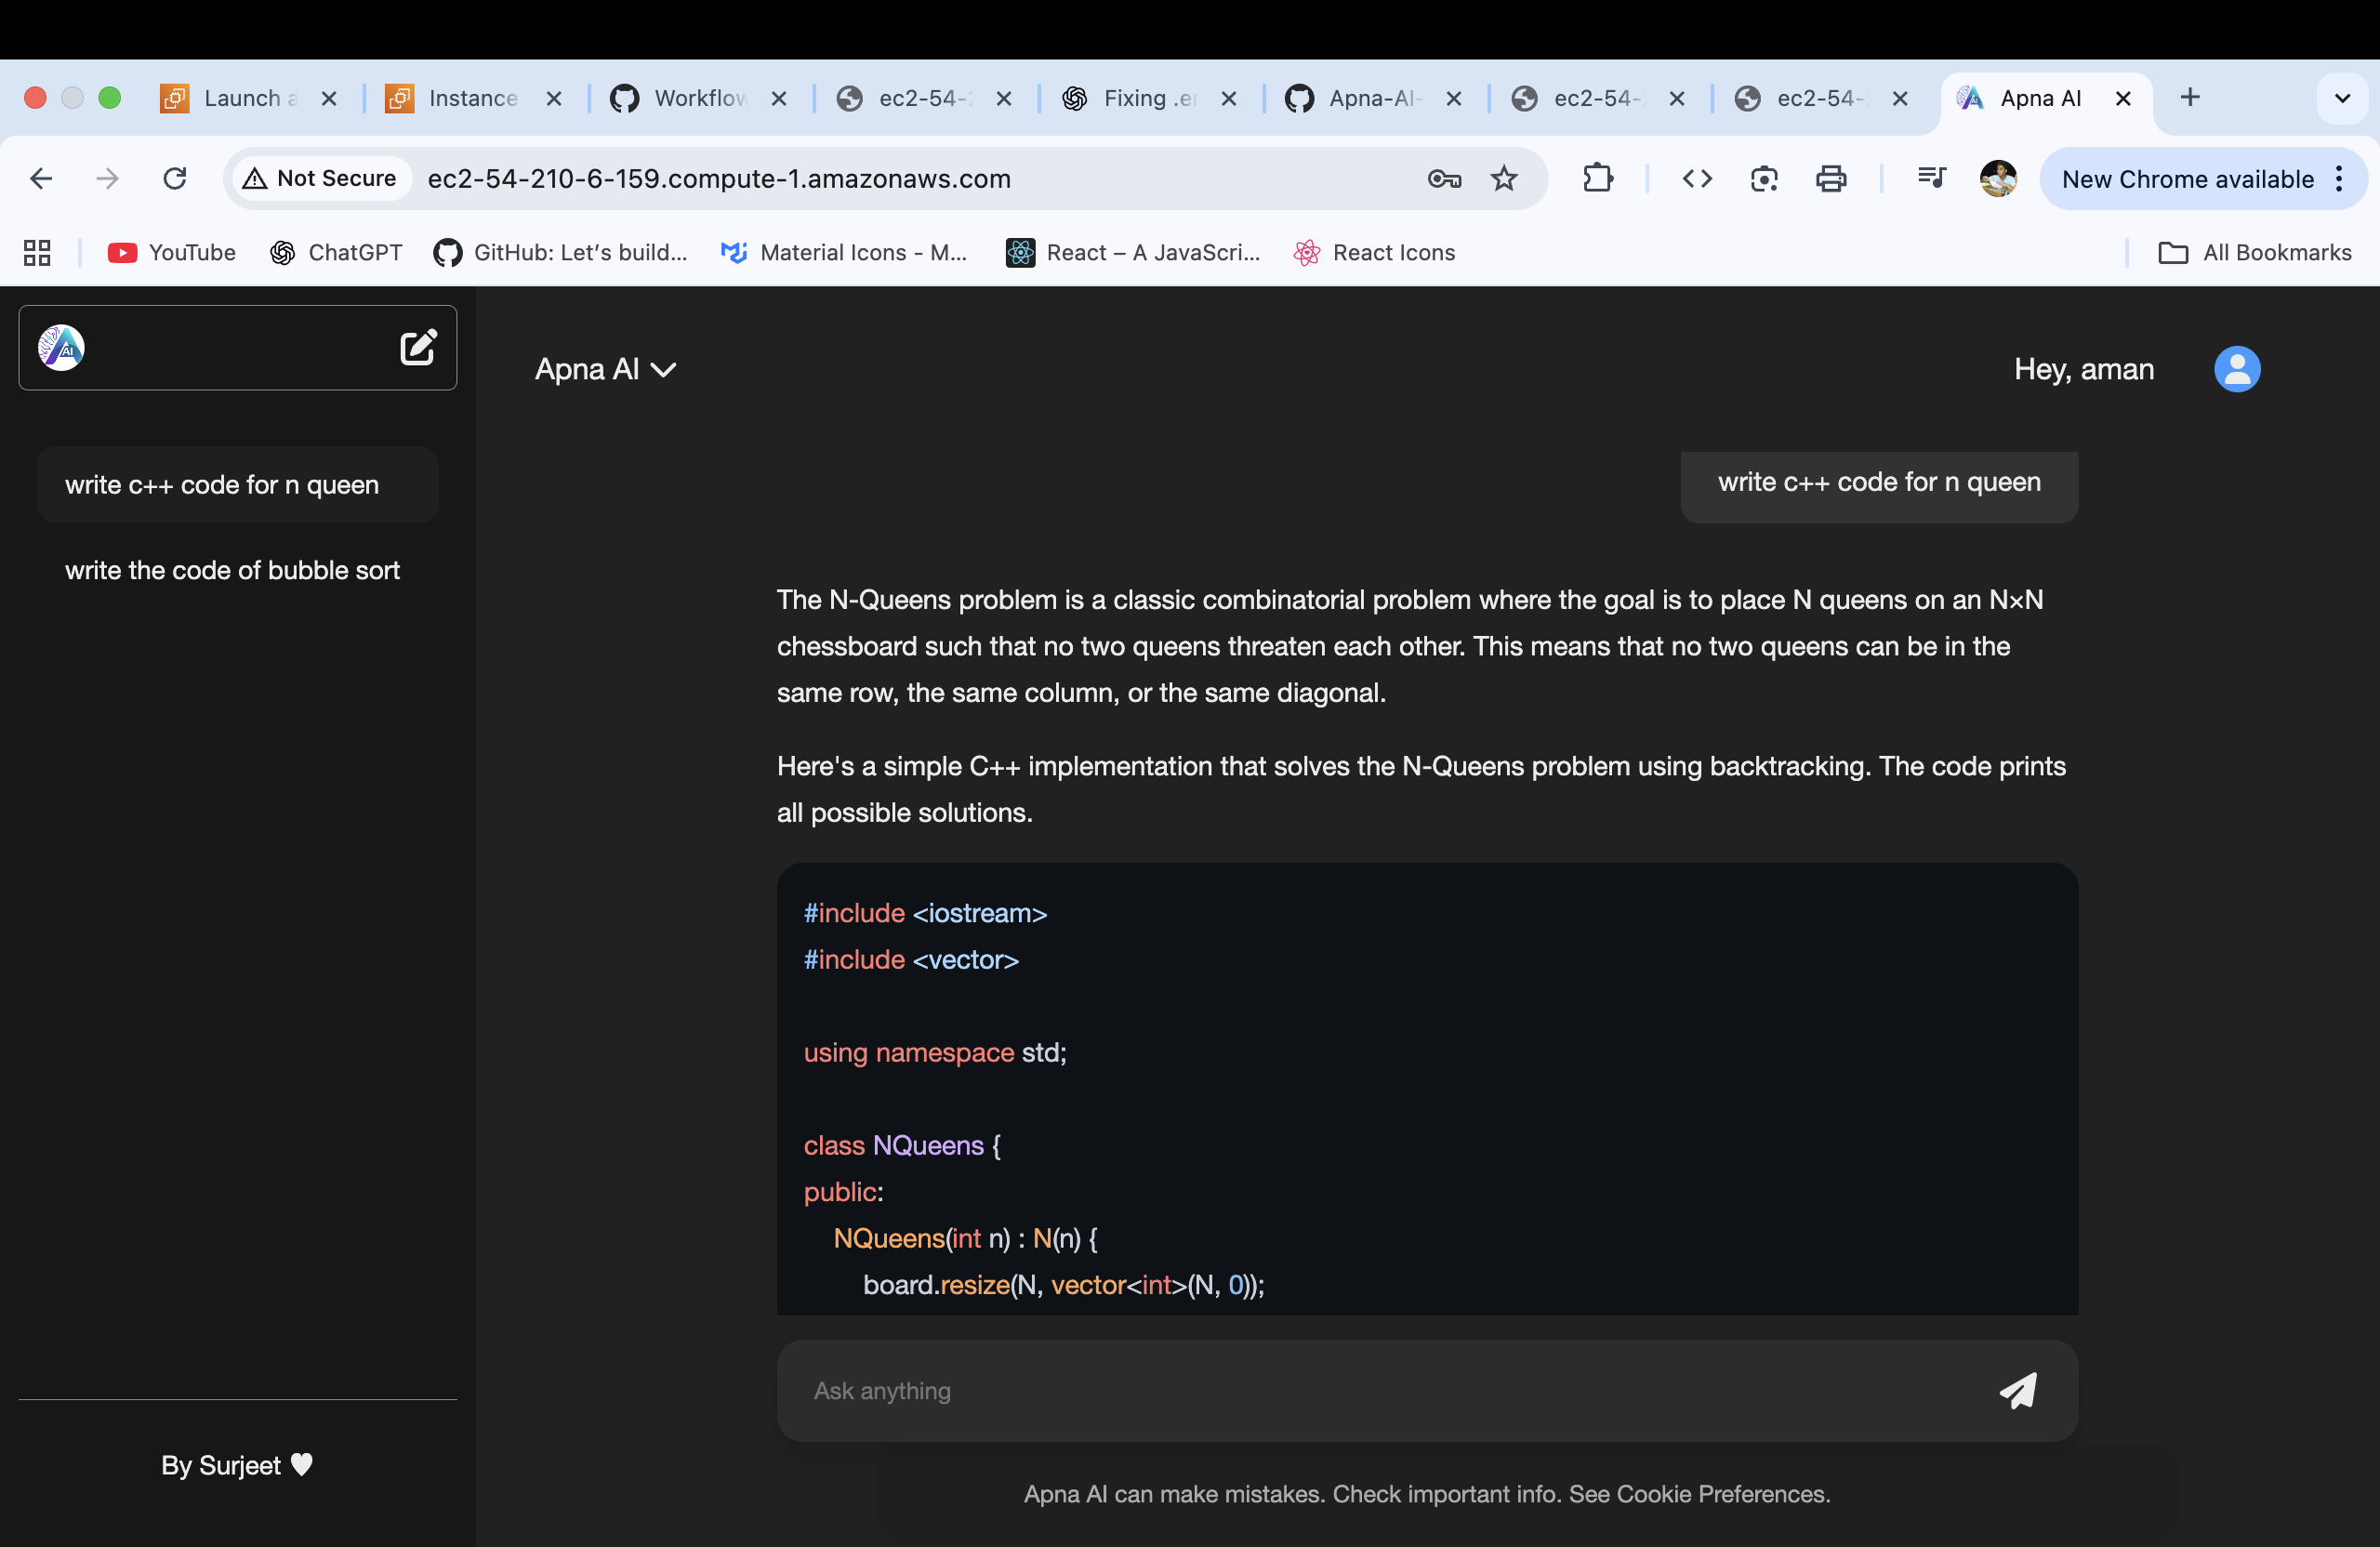 Launch a
Instance
Workflow
ec2-54-2
Fixing .en
Apna-AI-
ec2-54-
ec2-54-
Apna AI
Not Secure
ec2-54-210-6-159.compute-1.amazonaws.com
New Chrome available
YouTube
ChatGPT
GitHub: Let's build...
Material Icons - M...
React – A JavaScri...
React Icons
All Bookmarks
AI
Apna AI
Hey, aman
write c++ code for n queen
write the code of bubble sort
write c++ code for n queen
The N-Queens problem is a classic combinatorial problem where the goal is to place N queens on an N×N
chessboard such that no two queens threaten each other. This means that no two queens can be in the
same row, the same column, or the same diagonal.
Here's a simple C++ implementation that solves the N-Queens problem using backtracking. The code prints
all possible solutions.
#include <iostream>
#include <vector>
using namespace std;
class NQueens {
public:
NQueens(int n) : N(n) {
board.resize(N, vector<int>(N, 0));
Ask anything
By Surjeet ♥
Apna AI can make mistakes. Check important info. See Cookie Preferences.